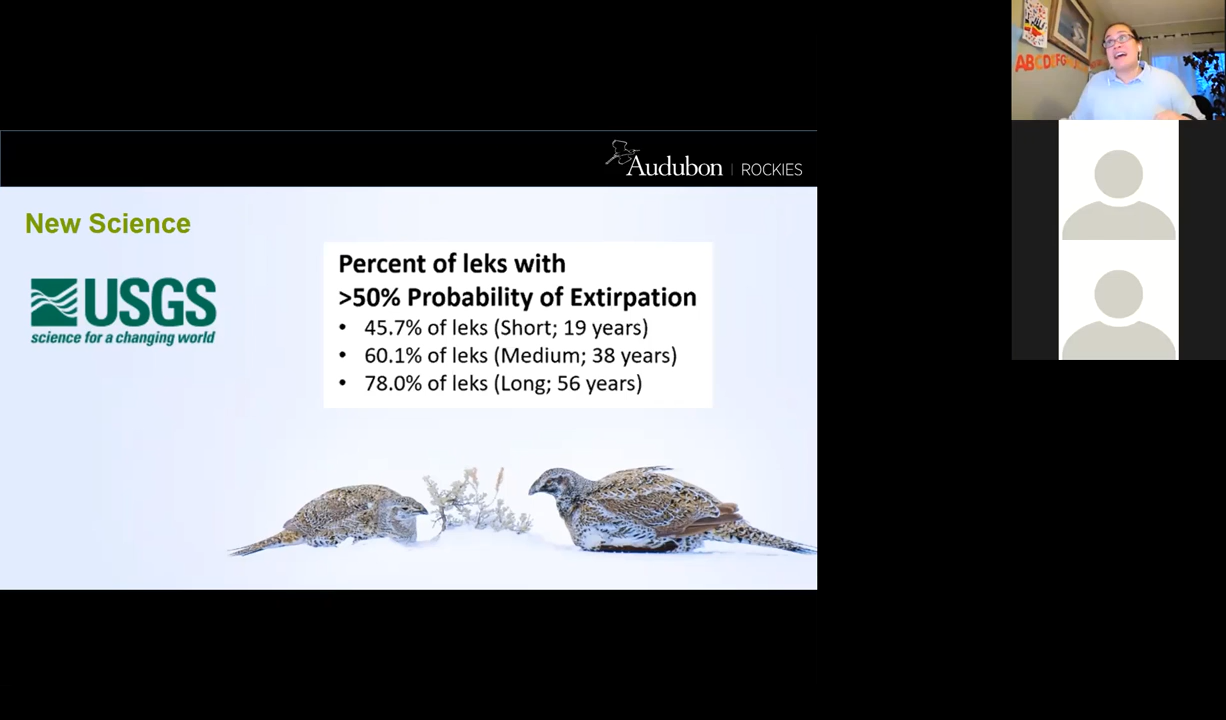 Audubon | ROCKIES
New Science
USGS
science for a changing world
Percent of leks with
>50% Probability of Extirpation
• 45.7% of leks (Short; 19 years)
• 60.1% of leks (Medium; 38 years)
• 78.0% of leks (Long; 56 years)
ABCDEFG